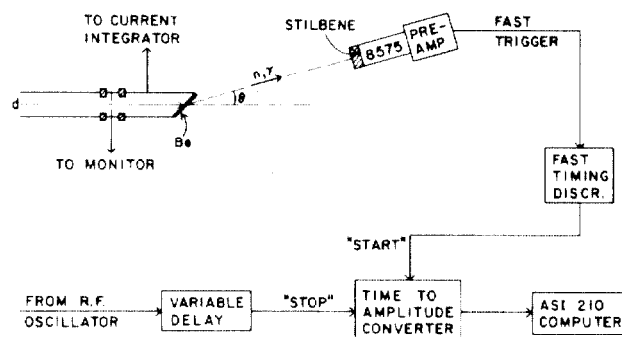 TO CURRENT
INTEGRATOR
STILBENE
8575
PRE-
AMP
FAST
TRIGGER
n,γ
θ
d
Be
TO MONITOR
FAST
TIMING
DISCR.
"START"
FROM R.F.
OSCILLATOR
VARIABLE
DELAY
"STOP"
TIME TO
AMPLITUDE
CONVERTER
ASI 210
COMPUTER